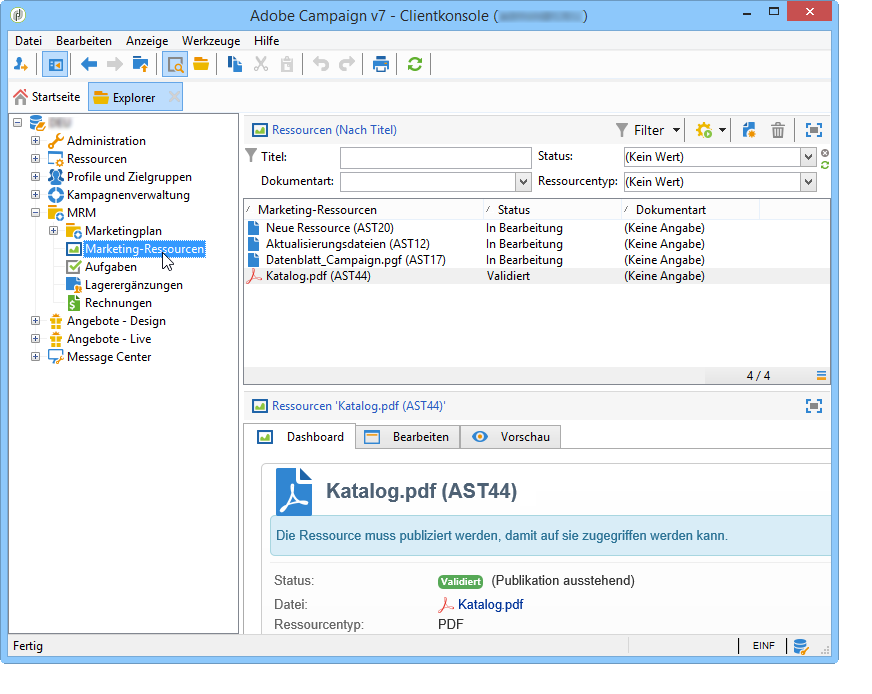 Adobe Campaign v7 - Clientkonsole ( )
Datei Bearbeiten Anzeige Werkzeuge Hilfe
Startseite Explorer
Administration
Ressourcen
Profile und Zielgruppen
Kampagnenverwaltung
MRM
Marketingplan
Marketing-Ressourcen
Aufgaben
Lagerergänzungen
Rechnungen
Angebote - Design
Angebote - Live
Message Center
Ressourcen (Nach Titel) Filter
Titel: Status: (Kein Wert)
Dokumentart: Ressourcentyp: (Kein Wert)
Marketing-Ressourcen Status Dokumentart
Neue Ressource (AST20) In Bearbeitung (Keine Angabe)
Aktualisierungsdateien (AST12) In Bearbeitung (Keine Angabe)
Datenblatt_Campaign.pgf (AST17) In Bearbeitung (Keine Angabe)
Katalog.pdf (AST44) Validiert (Keine Angabe)
4 / 4
Ressourcen 'Katalog.pdf (AST44)'
Dashboard Bearbeiten Vorschau
Katalog.pdf (AST44)
Die Ressource muss publiziert werden, damit auf sie zugegriffen werden kann.
Status: Validiert (Publikation ausstehend)
Datei: Katalog.pdf
Ressourcentyp: PDF
Fertig EINF